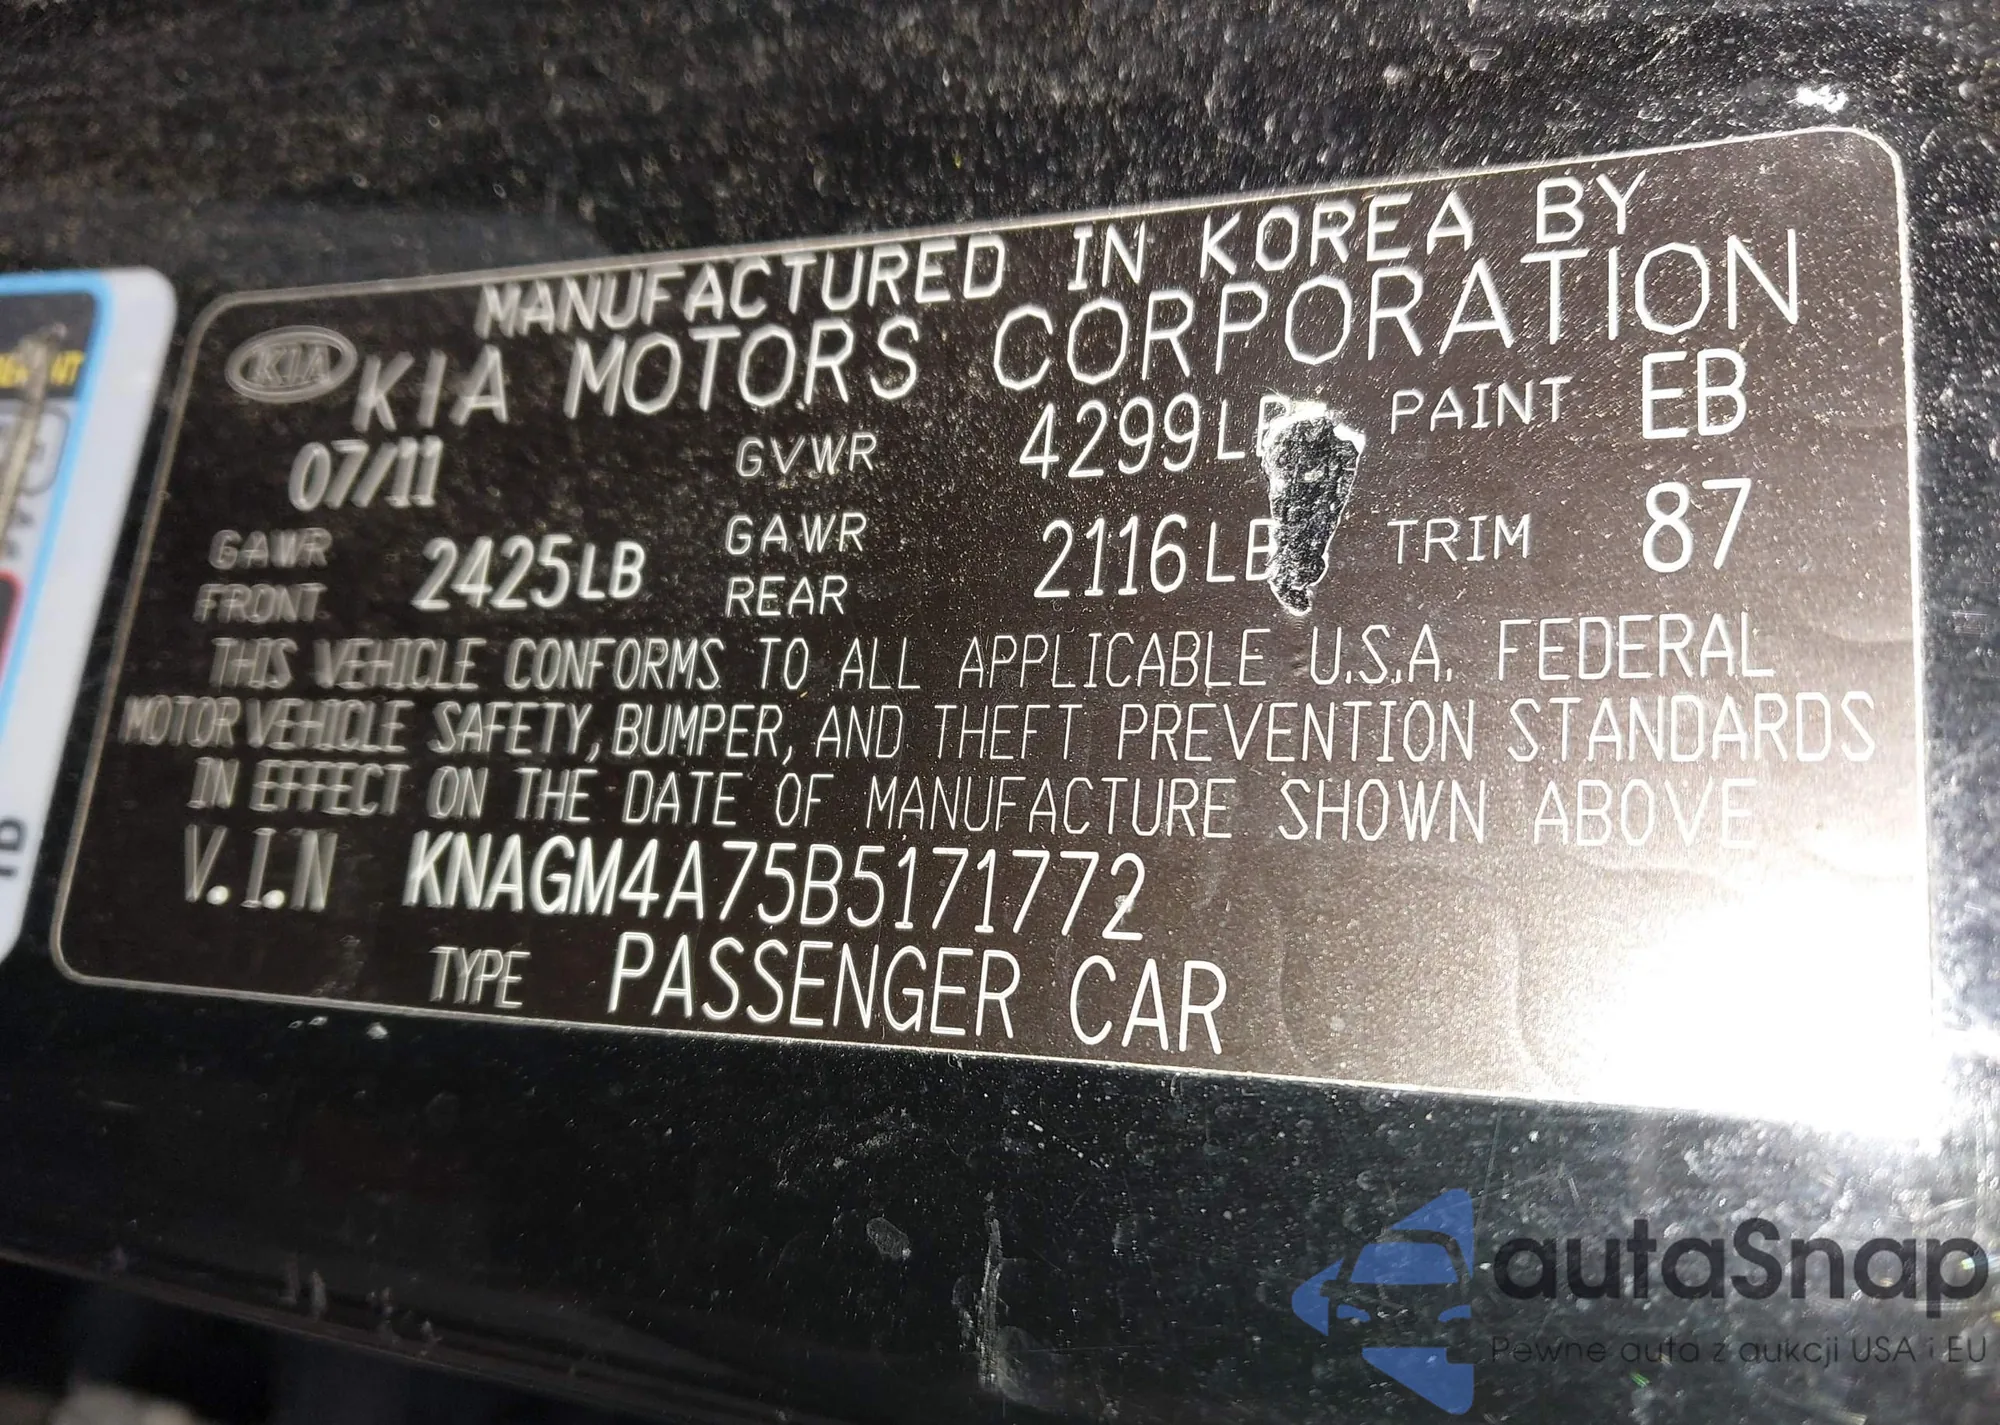 MANUFACTURED IN KOREA BY
KIA KIA MOTORS CORPORATION
07/11 GVWR 4299LB PAINT EB
GAWR FRONT 2425LB GAWR REAR 2116LB TRIM 87
THIS VEHICLE CONFORMS TO ALL APPLICABLE U.S.A. FEDERAL
MOTOR VEHICLE SAFETY, BUMPER, AND THEFT PREVENTION STANDARDS
IN EFFECT ON THE DATE OF MANUFACTURE SHOWN ABOVE
V.I.N KNAGM4A75B5171772
TYPE PASSENGER CAR
autaSnap
Pewne auta z aukcji USA i EU